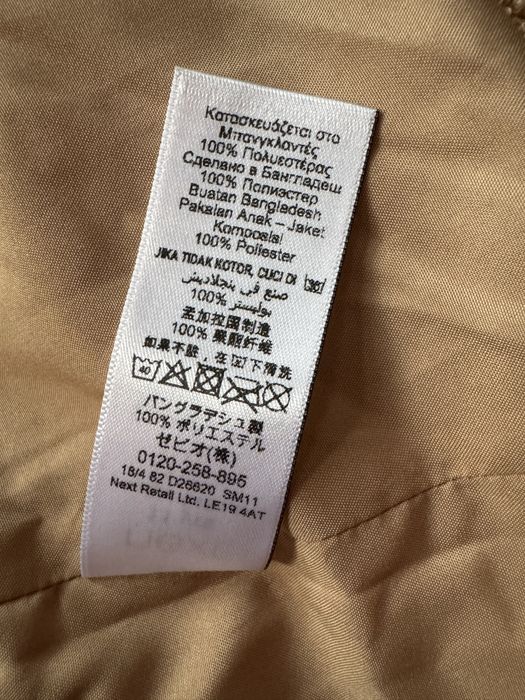 Κατασκευάζεται στο
Μπανγκλαντές
100% Πολυεστέρας
Сделано в Бангладеш
100% Полиэстер
Buatan Bangladesh
Pakaian Anak – Jaket
Komposisi
100% Poliester
JIKA TIDAK KOTOR, CUCI DI 30
صنع في بنجلاديش
100% بوليستر
孟加拉国制造
100% 聚酯纤维
如果不脏，在下清洗
40
バングラデシュ製
100% ポリエステル
ゼビオ(株)
0120-258-895
18/4 82 D26620 SM11
Next Retail Ltd. LE19 4AT